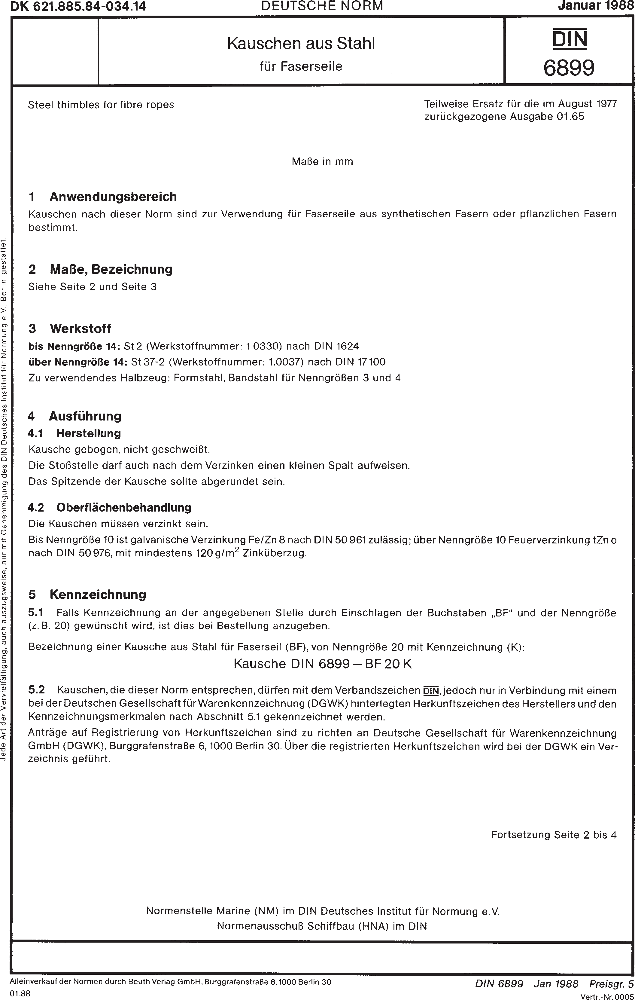 DK 621.885.84-034.14
DEUTSCHE NORM
Januar 1988
Kauschen aus Stahl
für Faserseile
DIN
6899
Steel thimbles for fibre ropes
Teilweise Ersatz für die im August 1977
zurückgezogene Ausgabe 01.65
Maße in mm
1 Anwendungsbereich
Kauschen nach dieser Norm sind zur Verwendung für Faserseile aus synthetischen Fasern oder pflanzlichen Fasern
bestimmt.
2 Maße, Bezeichnung
Siehe Seite 2 und Seite 3
3 Werkstoff
bis Nenngröße 14: St 2 (Werkstoffnummer: 1.0330) nach DIN 1624
über Nenngröße 14: St 37-2 (Werkstoffnummer: 1.0037) nach DIN 17100
Zu verwendendes Halbzeug: Formstahl, Bandstahl für Nenngrößen 3 und 4
4 Ausführung
4.1 Herstellung
Kausche gebogen, nicht geschweißt.
Die Stoßstelle darf auch nach dem Verzinken einen kleinen Spalt aufweisen.
Das Spitzende der Kausche sollte abgerundet sein.
4.2 Oberflächenbehandlung
Die Kauschen müssen verzinkt sein.
Bis Nenngröße 10 ist galvanische Verzinkung Fe/Zn 8 nach DIN 50 961 zulässig; über Nenngröße 10 Feuerverzinkung tZn o
nach DIN 50 976, mit mindestens 120 g/m² Zinküberzug.
5 Kennzeichnung
5.1 Falls Kennzeichnung an der angegebenen Stelle durch Einschlagen der Buchstaben „BF“ und der Nenngröße
(z. B. 20) gewünscht wird, ist dies bei Bestellung anzugeben.
Bezeichnung einer Kausche aus Stahl für Faserseil (BF), von Nenngröße 20 mit Kennzeichnung (K):
Kausche DIN 6899 – BF 20 K
5.2 Kauschen, die dieser Norm entsprechen, dürfen mit dem Verbandszeichen DIN, jedoch nur in Verbindung mit einem
bei der Deutschen Gesellschaft für Warenkennzeichnung (DGWK) hinterlegten Herkunftszeichen des Herstellers und den
Kennzeichnungsmerkmalen nach Abschnitt 5.1 gekennzeichnet werden.
Anträge auf Registrierung von Herkunftszeichen sind zu richten an Deutsche Gesellschaft für Warenkennzeichnung
GmbH (DGWK), Burggrafenstraße 6, 1000 Berlin 30. Über die registrierten Herkunftszeichen wird bei der DGWK ein Ver-
zeichnis geführt.
Fortsetzung Seite 2 bis 4
Normenstelle Marine (NM) im DIN Deutsches Institut für Normung e.V.
Normenausschuß Schiffbau (HNA) im DIN
Jede Art der Vervielfältigung, auch auszugsweise, nur mit Genehmigung des DIN Deutsches Institut für Normung e.V., Berlin, gestattet.
Alleinverkauf der Normen durch Beuth Verlag GmbH, Burggrafenstraße 6, 1000 Berlin 30
01.88
DIN 6899 Jan 1988 Preisgr. 5
Vertr.-Nr. 0005